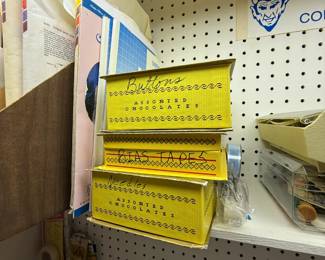 CO
Buttons
ASSORTED
CHOCOLATES
BIAS TAPES
ASSORTED
CHOCOLATES